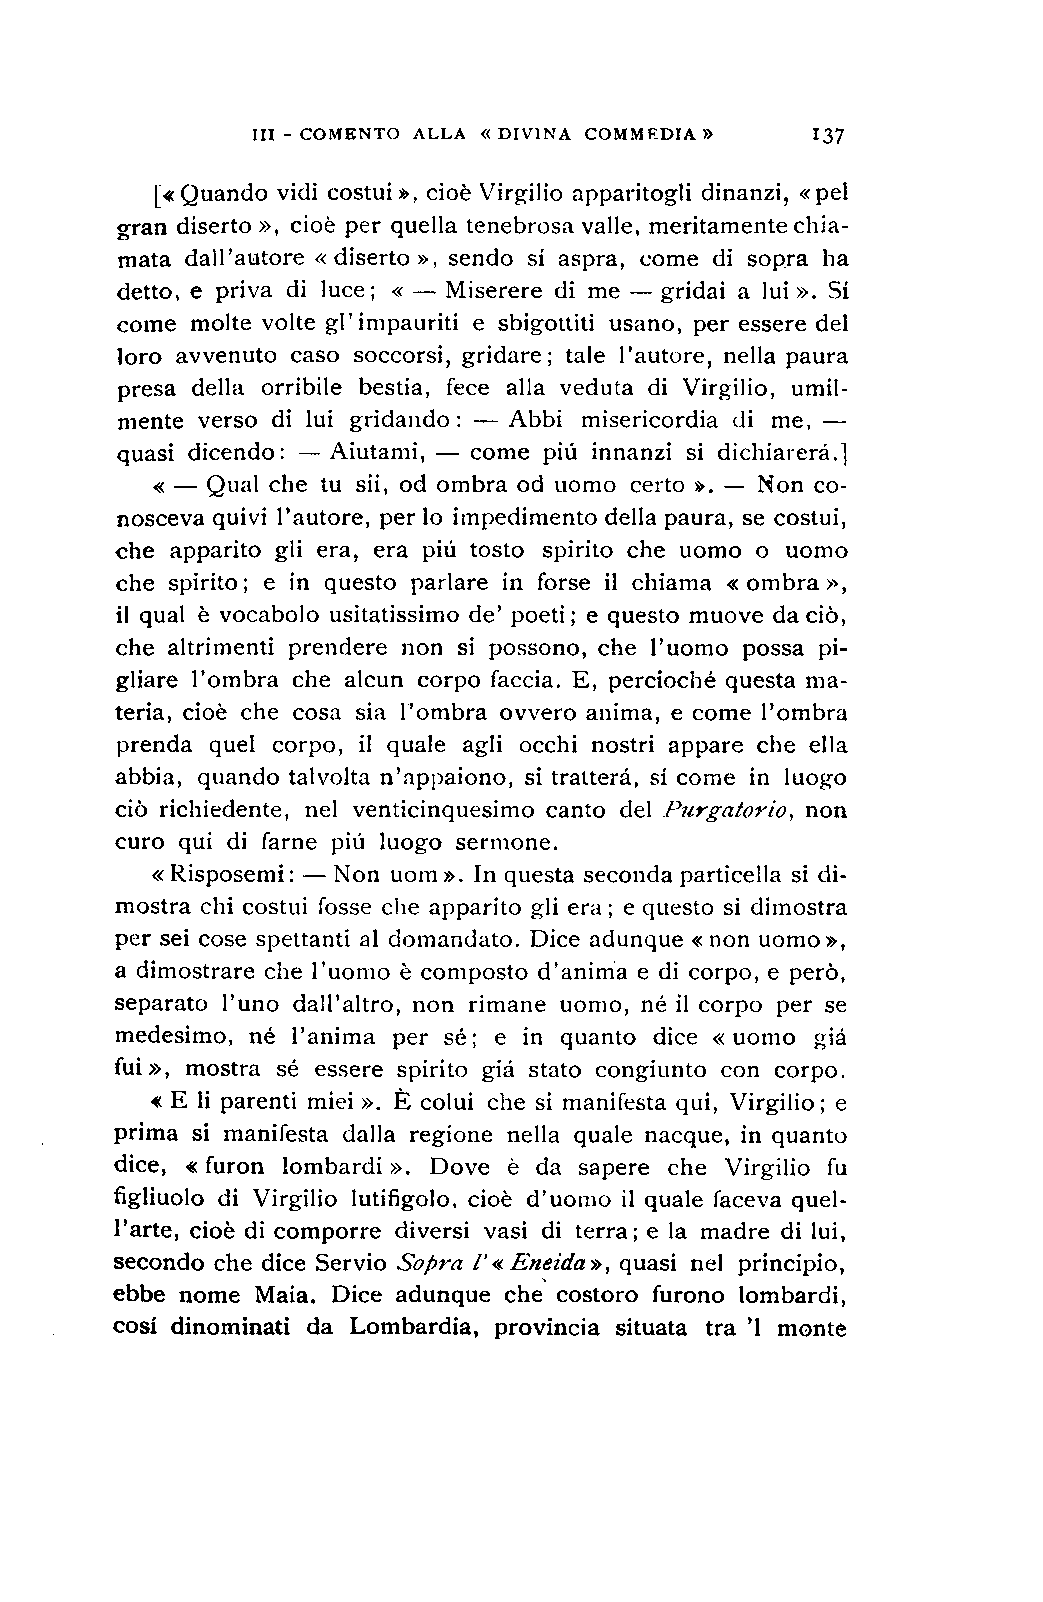 III - COMENTO ALLA « DIVINA COMMEDIA » 137
[« Quando vidi costui », cioè Virgilio apparitogli dinanzi, « pel
gran diserto », cioè per quella tenebrosa valle, meritamente chia-
mata dall'autore « diserto », sendo sí aspra, come di sopra ha
detto, e priva di luce; « — Miserere di me — gridai a lui ». Sí
come molte volte gl'impauriti e sbigottiti usano, per essere del
loro avvenuto caso soccorsi, gridare; tale l'autore, nella paura
presa della orribile bestia, fece alla veduta di Virgilio, umil-
mente verso di lui gridando: — Abbi misericordia di me, —
quasi dicendo: — Aiutami, — come piú innanzi si dichiarerá.]
« — Qual che tu sii, od ombra od uomo certo ». — Non co-
nosceva quivi l'autore, per lo impedimento della paura, se costui,
che apparito gli era, era piú tosto spirito che uomo o uomo
che spirito; e in questo parlare in forse il chiama « ombra »,
il qual è vocabolo usitatissimo de' poeti; e questo muove da ciò,
che altrimenti prendere non si possono, che l'uomo possa pi-
gliare l'ombra che alcun corpo faccia. E, percioché questa ma-
teria, cioè che cosa sia l'ombra ovvero anima, e come l'ombra
prenda quel corpo, il quale agli occhi nostri appare che ella
abbia, quando talvolta n'appaiono, si tratterá, sí come in luogo
ciò richiedente, nel venticinquesimo canto del Purgatorio, non
curo qui di farne piú luogo sermone.
« Risposemi: — Non uom ». In questa seconda particella si di-
mostra chi costui fosse che apparito gli era; e questo si dimostra
per sei cose spettanti al domandato. Dice adunque « non uomo »,
a dimostrare che l'uomo è composto d'anima e di corpo, e però,
separato l'uno dall'altro, non rimane uomo, né il corpo per se
medesimo, né l'anima per sé; e in quanto dice « uomo giá
fui », mostra sé essere spirito giá stato congiunto con corpo.
« E li parenti miei ». È colui che si manifesta qui, Virgilio; e
prima si manifesta dalla regione nella quale nacque, in quanto
dice, « furon lombardi ». Dove è da sapere che Virgilio fu
figliuolo di Virgilio lutifigolo, cioè d'uomo il quale faceva quel-
l'arte, cioè di comporre diversi vasi di terra; e la madre di lui,
secondo che dice Servio Sopra l'« Eneida », quasi nel principio,
ebbe nome Maia. Dice adunque che costoro furono lombardi,
cosí dinominati da Lombardia, provincia situata tra 'l monte